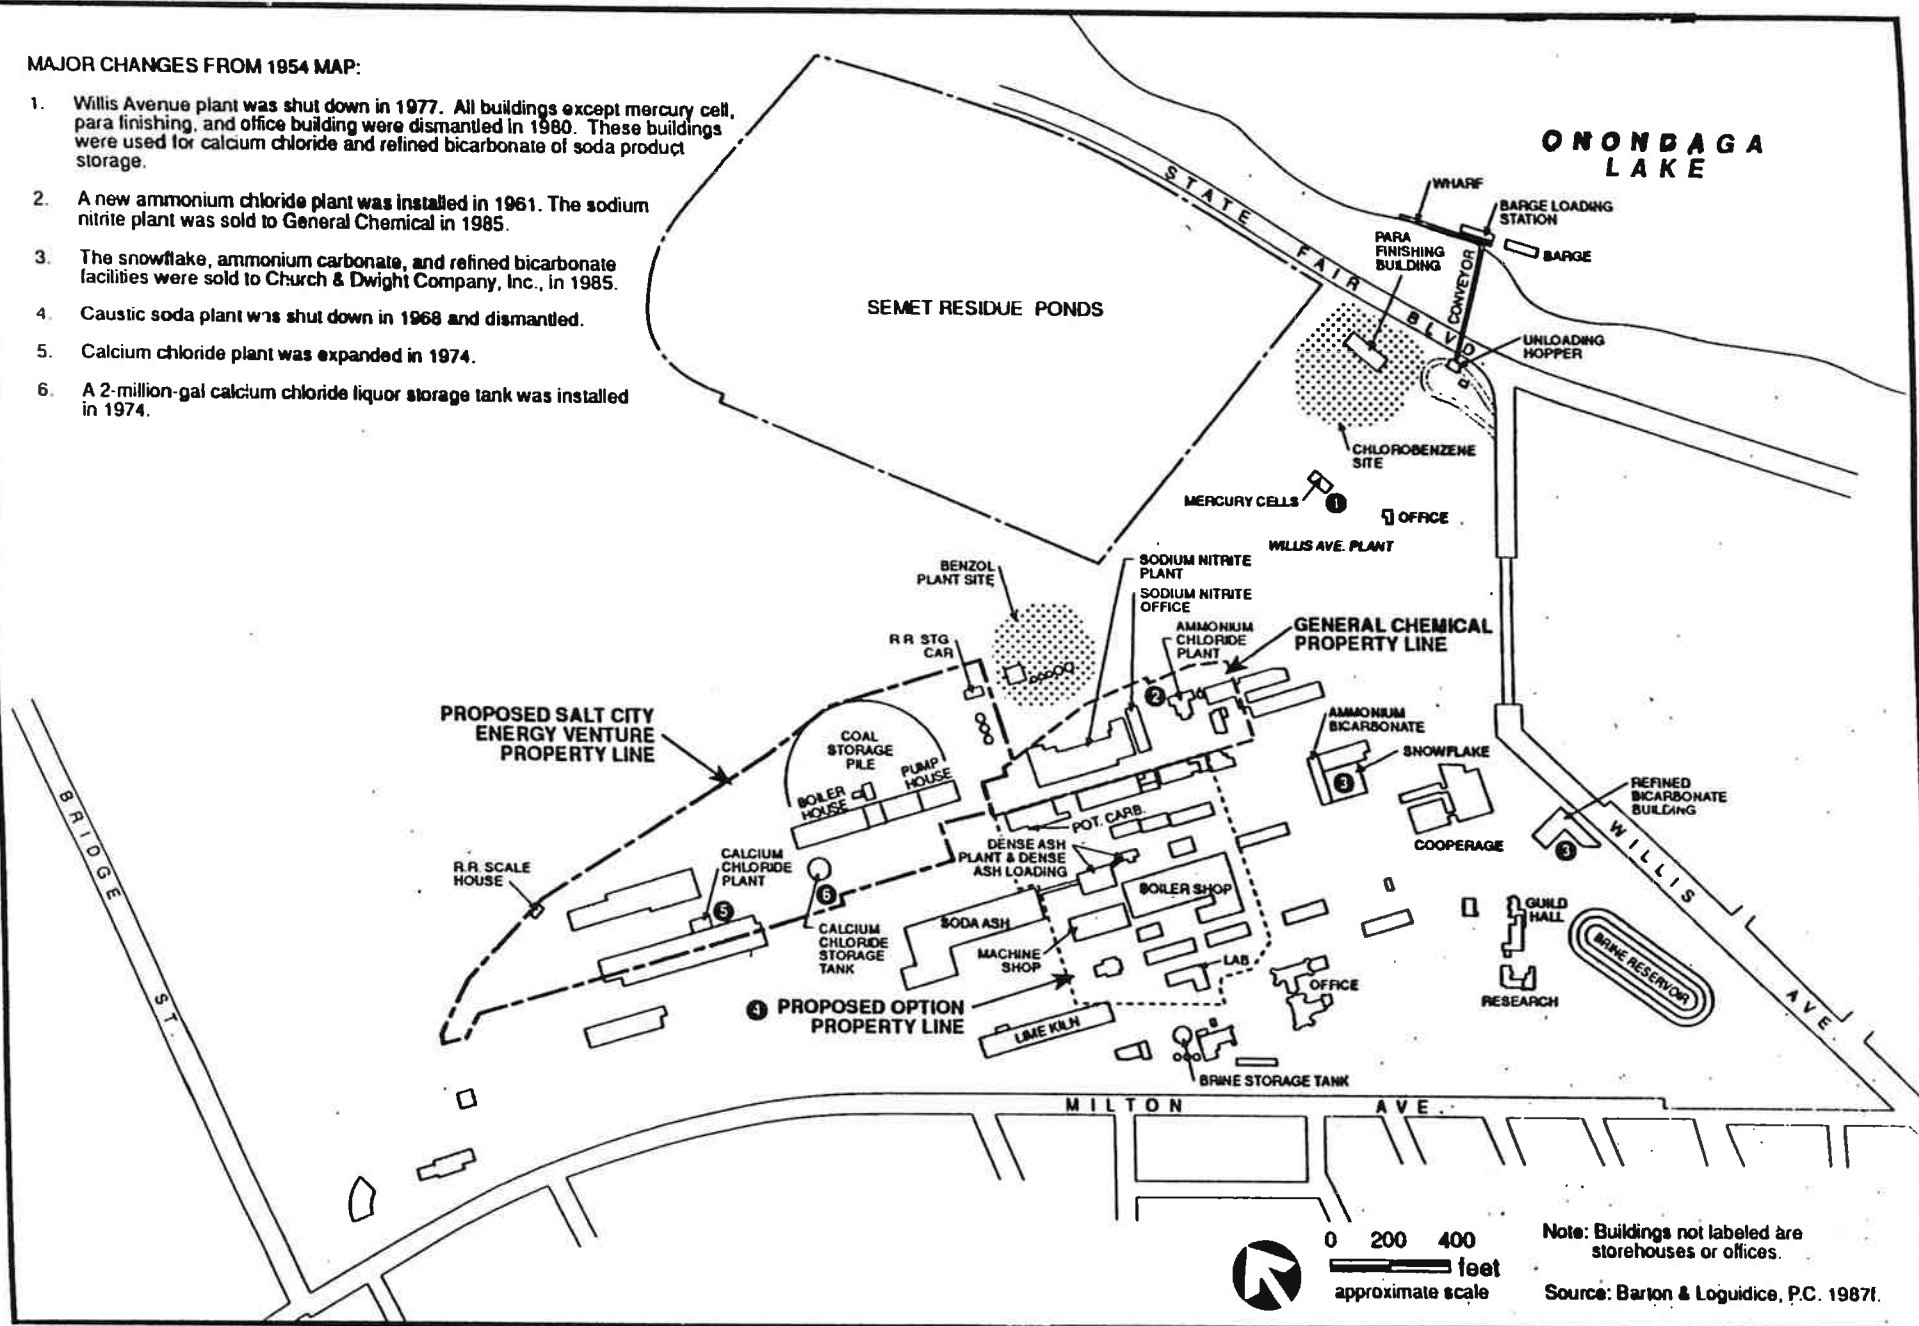 MAJOR CHANGES FROM 1954 MAP:
1. Willis Avenue plant was shut down in 1977. All buildings except mercury cell,
para finishing, and office building were dismantled in 1980. These buildings
were used for calcium chloride and refined bicarbonate of soda product
storage.
2. A new ammonium chloride plant was installed in 1961. The sodium
nitrite plant was sold to General Chemical in 1985.
3. The snowflake, ammonium carbonate, and refined bicarbonate
facilities were sold to Church & Dwight Company, Inc., in 1985.
4. Caustic soda plant was shut down in 1968 and dismantled.
5. Calcium chloride plant was expanded in 1974.
6. A 2-million-gal calcium chloride liquor storage tank was installed
in 1974.
ONONDAGA
LAKE
STATE FAIR BLVD
WHARF
BARGE LOADING
STATION
BARGE
PARA
FINISHING
BUILDING
CONVEYOR
UNLOADING
HOPPER
SEMET RESIDUE PONDS
CHLOROBENZENE
SITE
MERCURY CELLS
1
OFFICE
WILLIS AVE. PLANT
BENZOL
PLANT SITE
SODIUM NITRITE
PLANT
SODIUM NITRITE
OFFICE
AMMONIUM
CHLORIDE
PLANT
2
GENERAL CHEMICAL
PROPERTY LINE
R R STG
CAR
PROPOSED SALT CITY
ENERGY VENTURE
PROPERTY LINE
COAL
STORAGE
PILE
BOILER
HOUSE
PUMP
HOUSE
AMMONIUM
BICARBONATE
SNOWFLAKE
3
REFINED
BICARBONATE
BUILDING
3
COOPERAGE
POT. CARB.
DENSE ASH
PLANT & DENSE
ASH LOADING
BOILER SHOP
R.R. SCALE
HOUSE
CALCIUM
CHLORIDE
PLANT
5
6
CALCIUM
CHLORIDE
STORAGE
TANK
SODA ASH
MACHINE
SHOP
LAB
OFFICE
GUILD
HALL
RESEARCH
BRINE RESERVOIR
4 PROPOSED OPTION
PROPERTY LINE
LIME KILN
BRINE STORAGE TANK
BRIDGE ST.
WILLIS AVE
MILTON AVE.
0 200 400
feet
approximate scale
Note: Buildings not labeled are
storehouses or offices.
Source: Barton & Loguidice, P.C. 1987f.